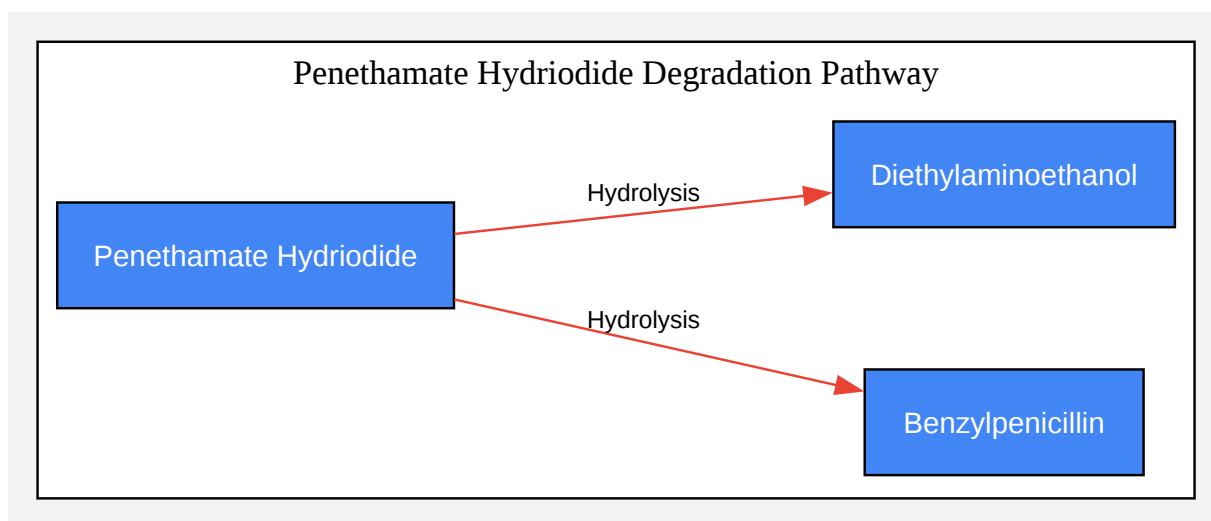 Penethamate Hydriodide Degradation Pathway
Diethylaminoethanol
Hydrolysis
Penethamate Hydriodide
Hydrolysis
Benzylpenicillin